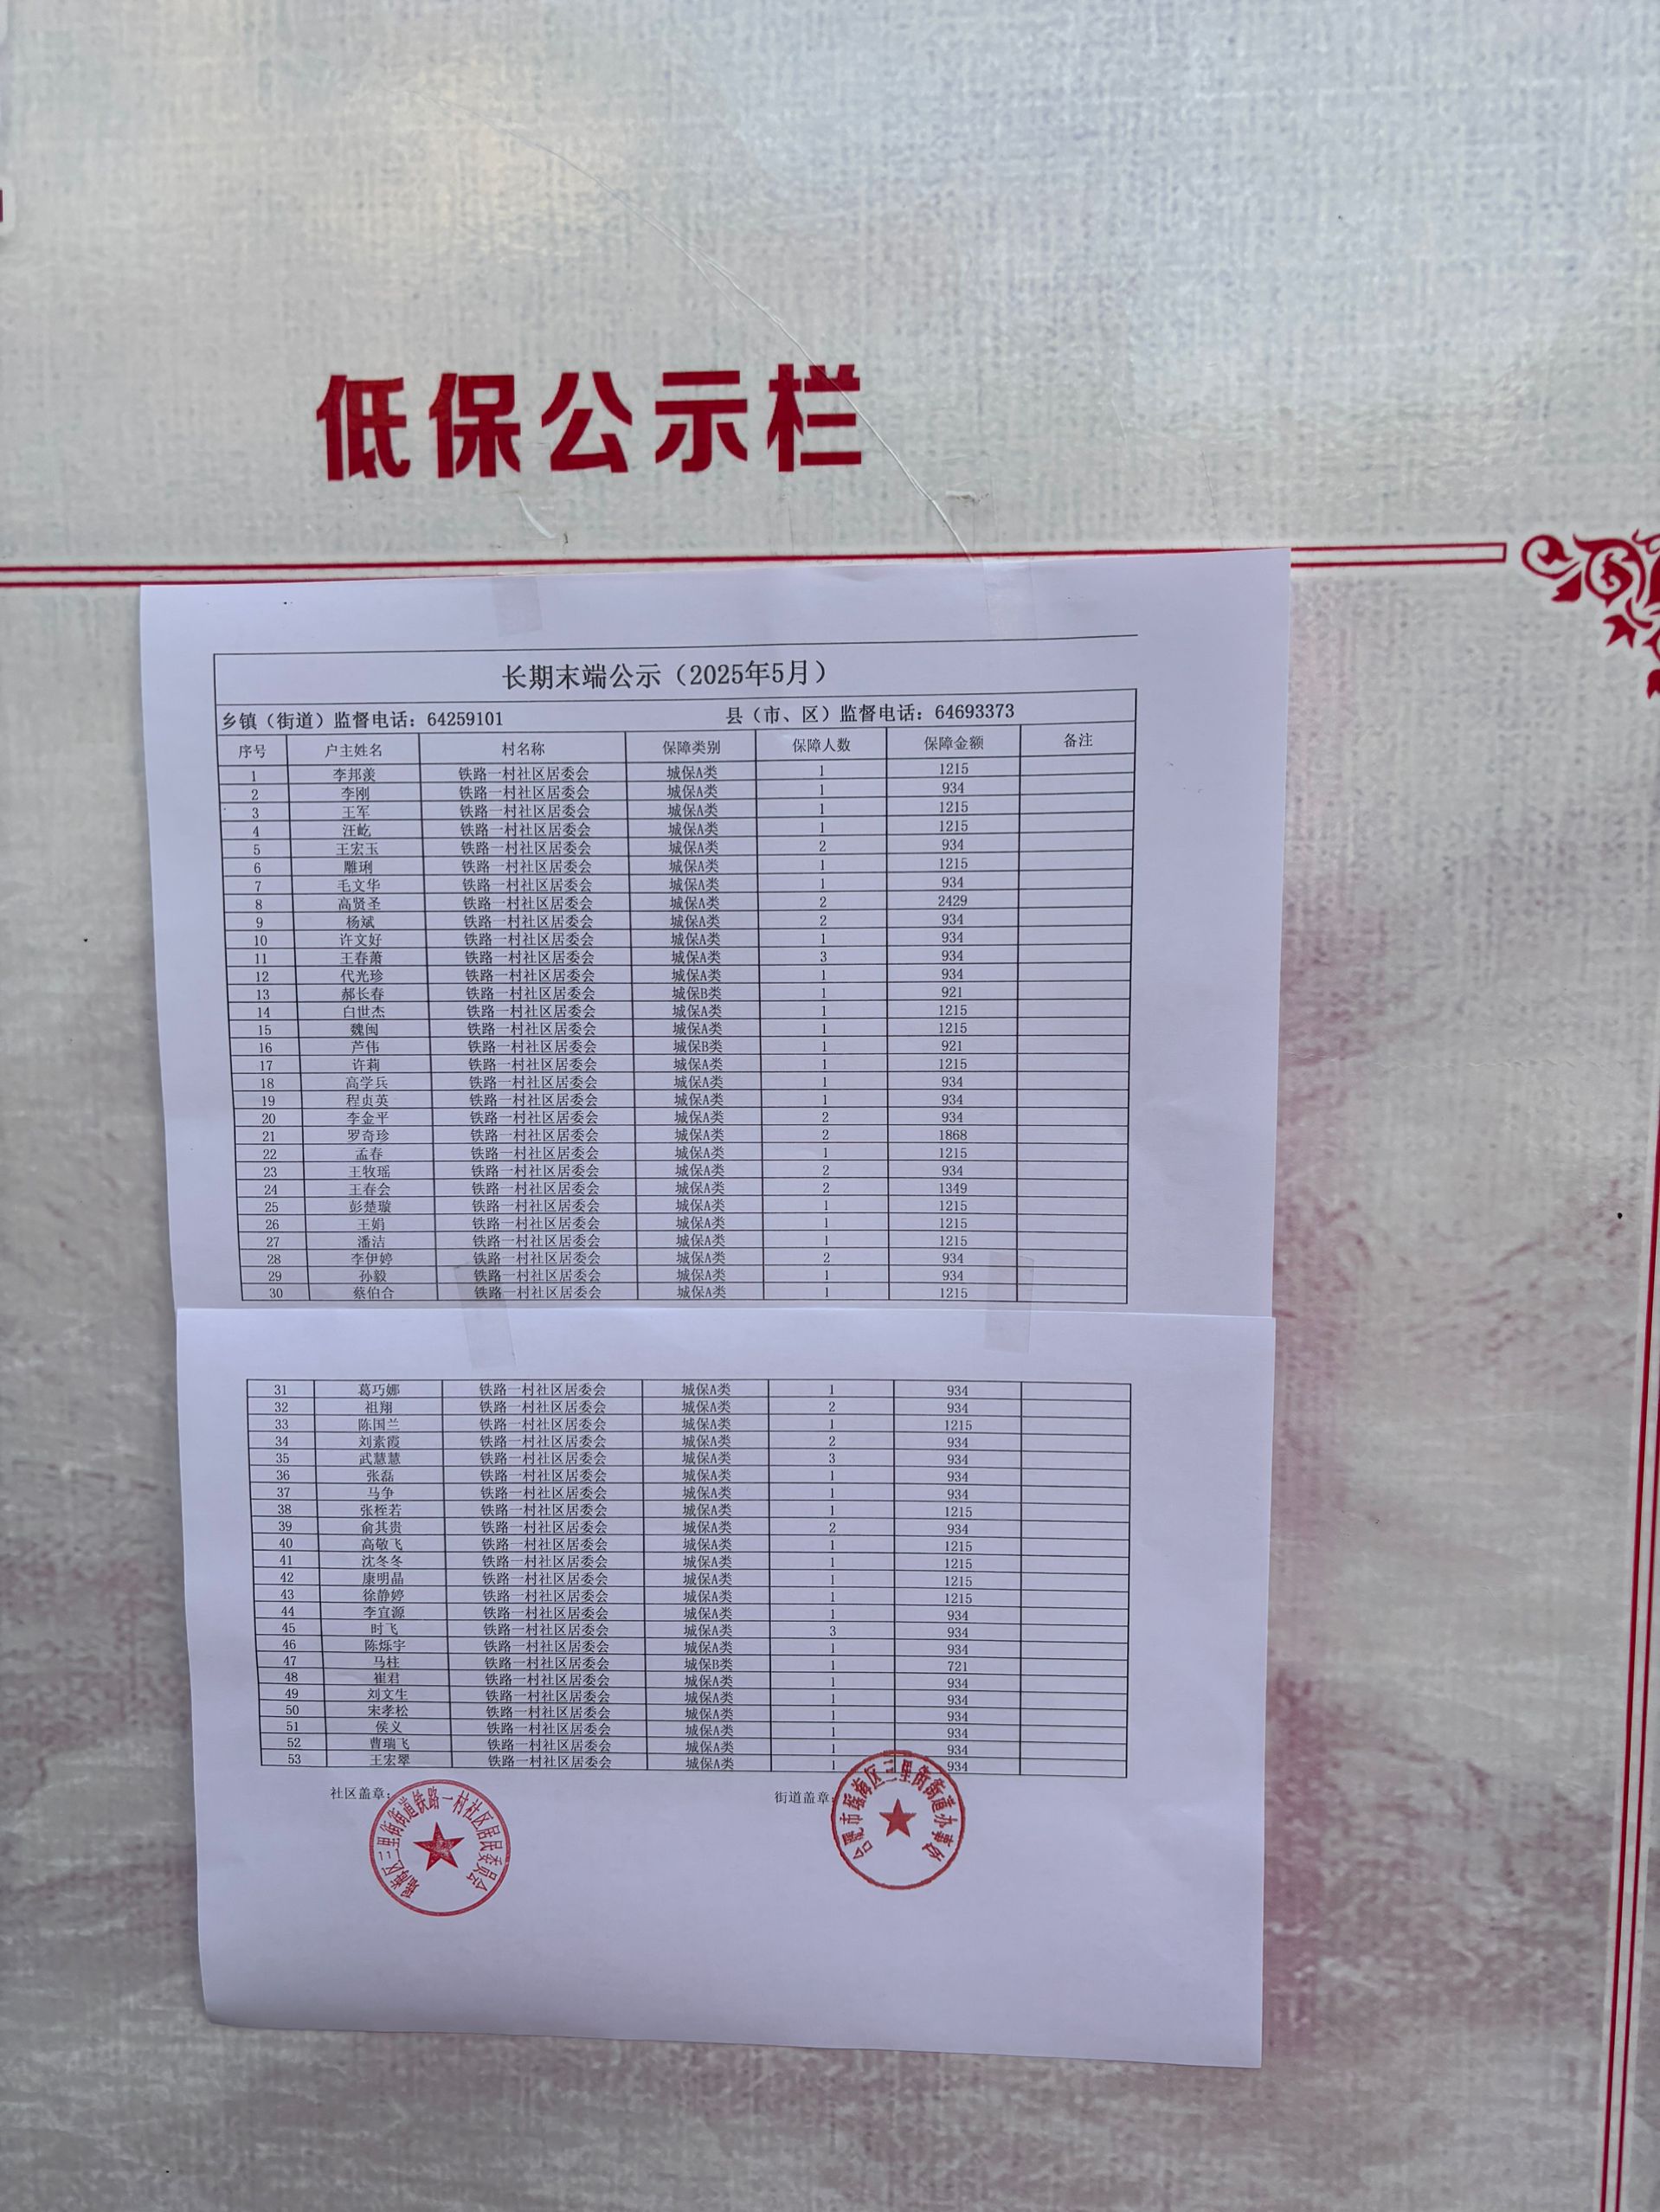 低保公示栏
长期末端公示（2025年5月）
乡镇（街道）监督电话：64259101 县（市、区）监督电话：64693373
序号 户主姓名 村名称 保障类别 保障人数 保障金额 备注
1 李邦羡 铁路一村社区居委会 城保A类 1 1215
2 李刚 铁路一村社区居委会 城保A类 1 934
3 王军 铁路一村社区居委会 城保A类 1 1215
4 汪屹 铁路一村社区居委会 城保A类 1 1215
5 王宏玉 铁路一村社区居委会 城保A类 2 934
6 雕琍 铁路一村社区居委会 城保A类 1 1215
7 毛文华 铁路一村社区居委会 城保A类 1 934
8 高贤圣 铁路一村社区居委会 城保A类 2 2429
9 杨斌 铁路一村社区居委会 城保A类 2 934
10 许文好 铁路一村社区居委会 城保A类 1 934
11 王春萧 铁路一村社区居委会 城保A类 3 934
12 代光珍 铁路一村社区居委会 城保A类 1 934
13 郝长春 铁路一村社区居委会 城保B类 1 921
14 白世杰 铁路一村社区居委会 城保A类 1 1215
15 魏闽 铁路一村社区居委会 城保A类 1 1215
16 芦伟 铁路一村社区居委会 城保B类 1 921
17 许莉 铁路一村社区居委会 城保A类 1 1215
18 高学兵 铁路一村社区居委会 城保A类 1 934
19 程贞英 铁路一村社区居委会 城保A类 1 934
20 李金平 铁路一村社区居委会 城保A类 2 934
21 罗奇珍 铁路一村社区居委会 城保A类 2 1868
22 孟春 铁路一村社区居委会 城保A类 1 1215
23 王牧瑶 铁路一村社区居委会 城保A类 2 934
24 王春会 铁路一村社区居委会 城保A类 2 1349
25 彭楚璇 铁路一村社区居委会 城保A类 1 1215
26 王娟 铁路一村社区居委会 城保A类 1 1215
27 潘洁 铁路一村社区居委会 城保A类 1 1215
28 李伊婷 铁路一村社区居委会 城保A类 2 934
29 孙毅 铁路一村社区居委会 城保A类 1 934
30 蔡伯合 铁路一村社区居委会 城保A类 1 1215
31 葛巧娜 铁路一村社区居委会 城保A类 1 934
32 祖翔 铁路一村社区居委会 城保A类 2 934
33 陈国兰 铁路一村社区居委会 城保A类 1 1215
34 刘素霞 铁路一村社区居委会 城保A类 2 934
35 武慧慧 铁路一村社区居委会 城保A类 3 934
36 张磊 铁路一村社区居委会 城保A类 1 934
37 马争 铁路一村社区居委会 城保A类 1 934
38 张桎若 铁路一村社区居委会 城保A类 1 1215
39 俞其贵 铁路一村社区居委会 城保A类 2 934
40 高敬飞 铁路一村社区居委会 城保A类 1 1215
41 沈冬冬 铁路一村社区居委会 城保A类 1 1215
42 康明晶 铁路一村社区居委会 城保A类 1 1215
43 徐静婷 铁路一村社区居委会 城保A类 1 1215
44 李宜源 铁路一村社区居委会 城保A类 1 934
45 时飞 铁路一村社区居委会 城保A类 3 934
46 陈烁宇 铁路一村社区居委会 城保A类 1 934
47 马柱 铁路一村社区居委会 城保B类 1 721
48 崔君 铁路一村社区居委会 城保A类 1 934
49 刘文生 铁路一村社区居委会 城保A类 1 934
50 宋孝松 铁路一村社区居委会 城保A类 1 934
51 侯义 铁路一村社区居委会 城保A类 1 934
52 曹瑞飞 铁路一村社区居委会 城保A类 1 934
53 王宏翠 铁路一村社区居委会 城保A类 1 934
社区盖章： 街道盖章：
瑶海区三里街街道铁路一村社区居民委员会
合肥市瑶海区三里街街道办事处